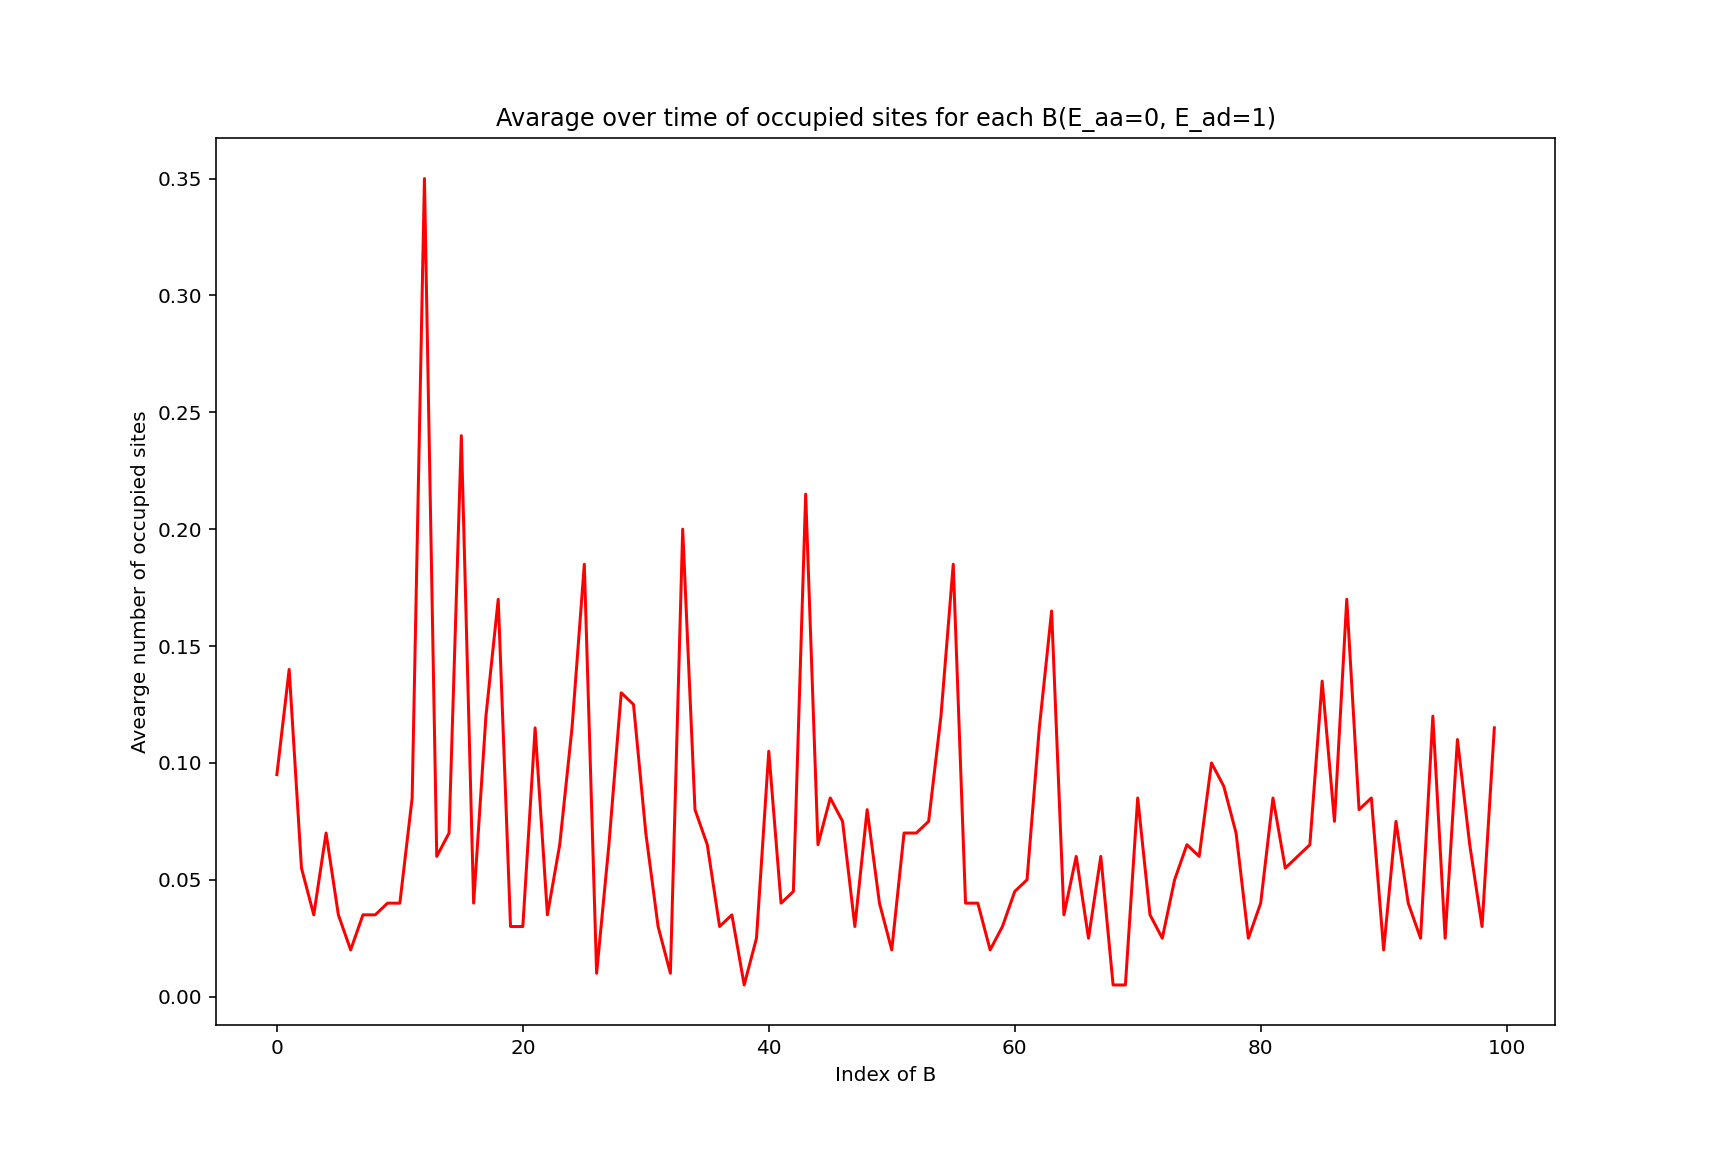 Avarage over time of occupied sites for each B(E_aa=0, E_ad=1)
Avearge number of occupied sites
0.35
0.30
0.25
0.20
0.15
0.10
0.05
0.00
0 20 40 60 80 100
Index of B